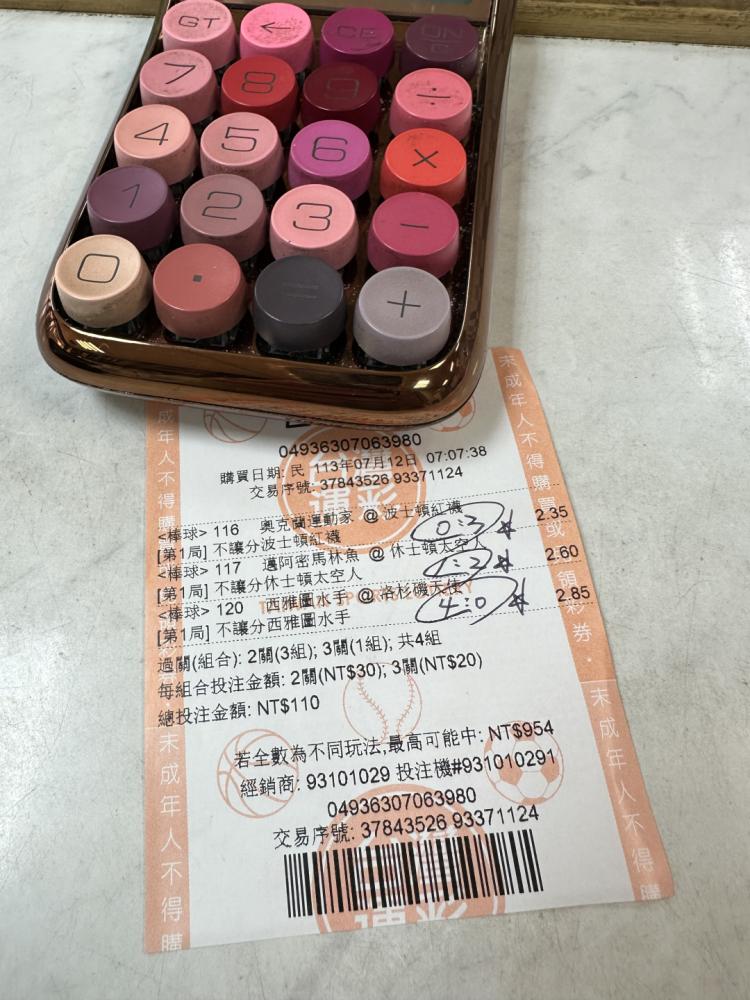 GT ← CE ON/C
7 8 9 ÷
4 5 6 ×
1 2 3 −
0 . +
04936307063980
購買日期: 民 113年07月12日 07:07:38
交易序號: 37843526 93371124
<棒球> 116 奧克蘭運動家 @ 波士頓紅襪
[第1局] 不讓分波士頓紅襪 0:3 2.35
<棒球> 117 邁阿密馬林魚 @ 休士頓太空人
[第1局] 不讓分休士頓太空人 1:2 2.60
<棒球> 120 西雅圖水手 @ 洛杉磯天使
[第1局] 不讓分西雅圖水手 4:0 2.85
過關(組合): 2關(3組); 3關(1組); 共4組
每組合投注金額: 2關(NT$30); 3關(NT$20)
總投注金額: NT$110
若全數為不同玩法,最高可能中: NT$954
經銷商: 93101029 投注機#931010291
04936307063980
交易序號: 37843526 93371124
台灣
運彩
未成年人不得購買或領彩券.
未成年人不得購
未成年人不得購